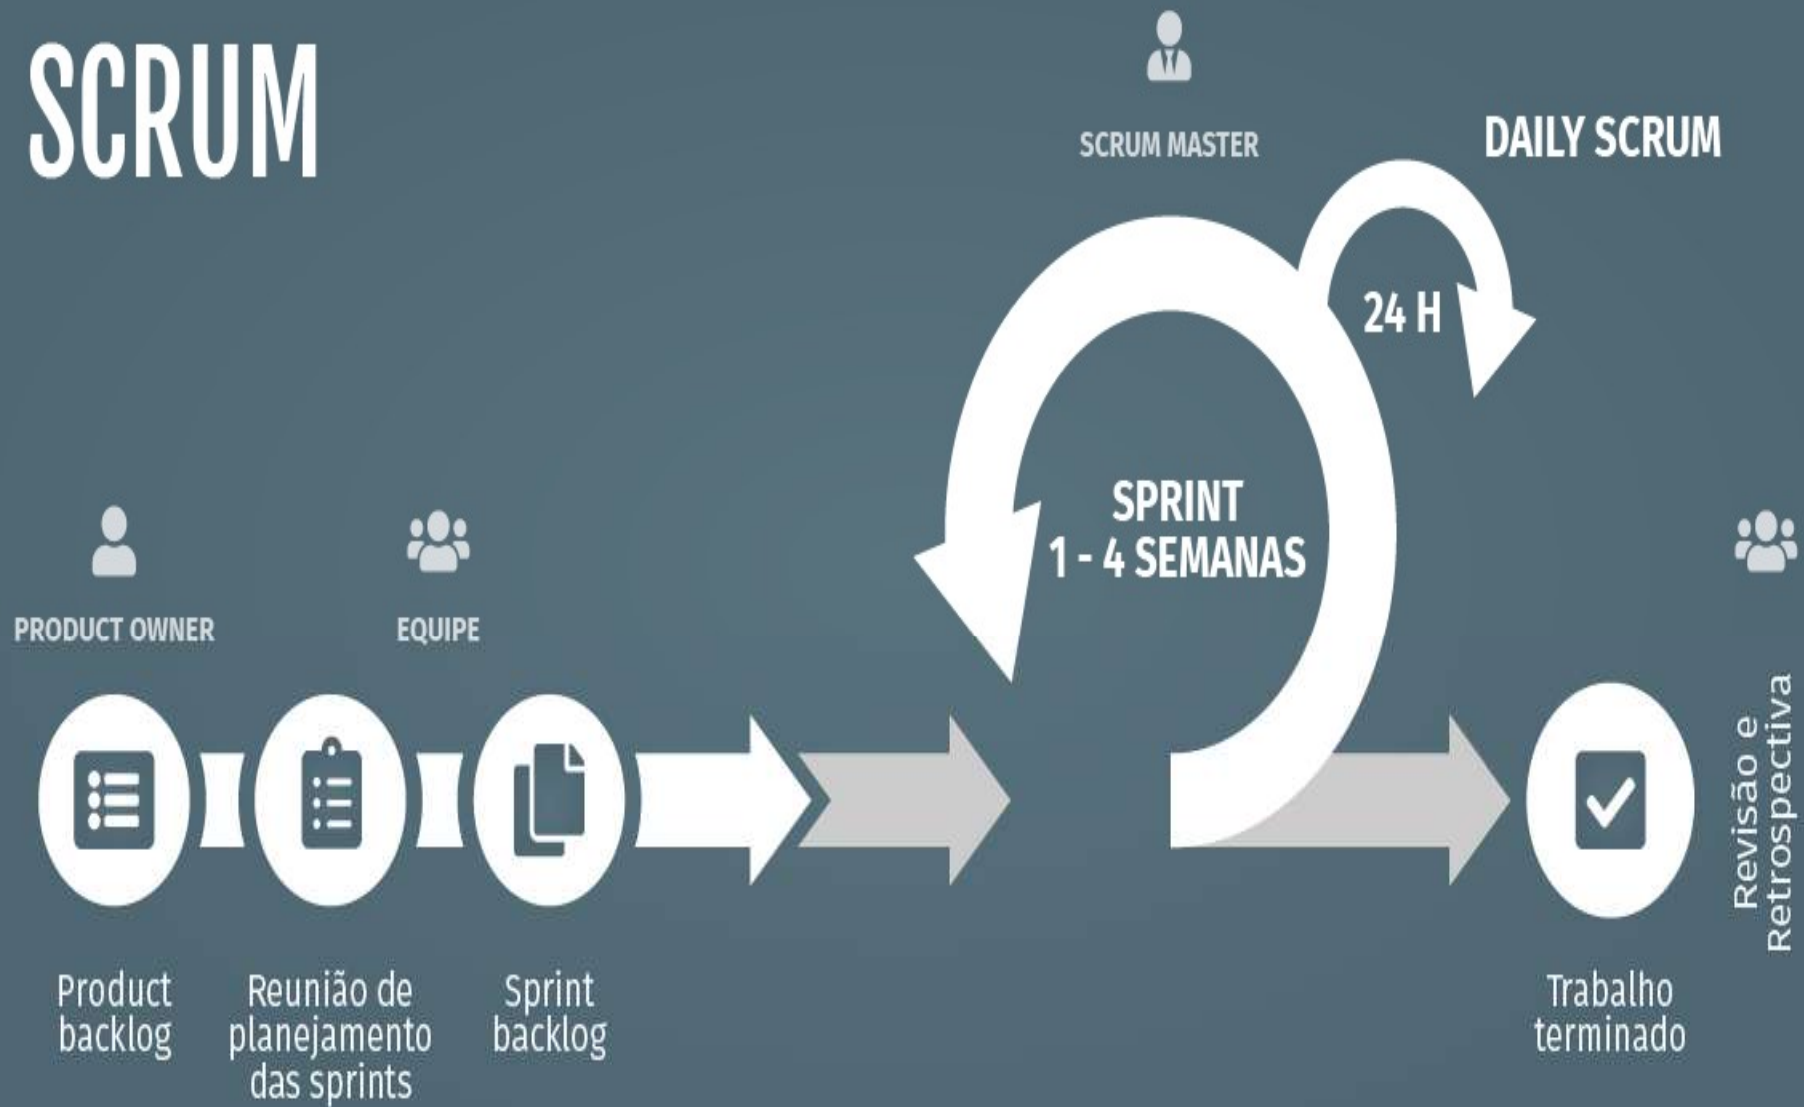 SCRUM
SCRUM MASTER
DAILY SCRUM
24 H
SPRINT
1 - 4 SEMANAS
PRODUCT OWNER
EQUIPE
Product
backlog
Reunião de
planejamento
das sprints
Sprint
backlog
Trabalho
terminado
Revisão e
Retrospectiva